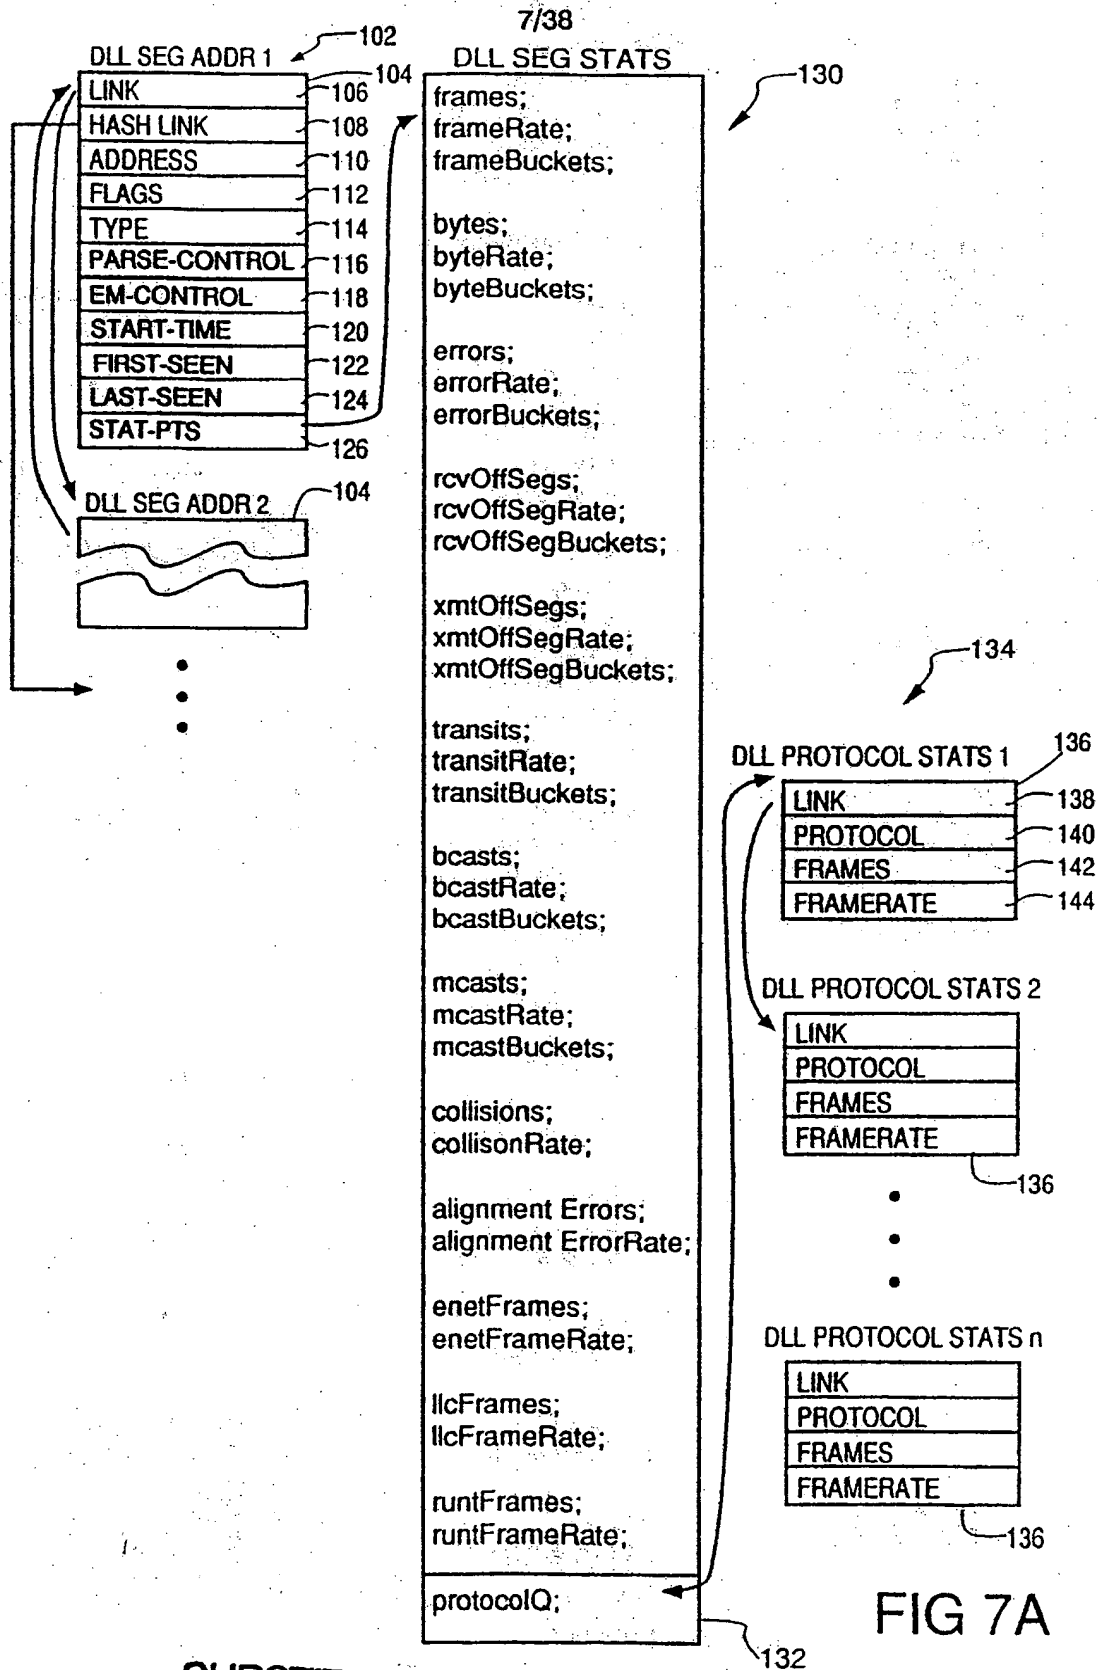 7/38
DLL SEG ADDR 1
102
104
LINK
106
HASH LINK
108
ADDRESS
110
FLAGS
112
TYPE
114
PARSE-CONTROL
116
EM-CONTROL
118
START-TIME
120
FIRST-SEEN
122
LAST-SEEN
124
STAT-PTS
126
DLL SEG ADDR 2
104
DLL SEG STATS
130
frames;
frameRate;
frameBuckets;
bytes;
byteRate;
byteBuckets;
errors;
errorRate;
errorBuckets;
rcvOffSegs;
rcvOffSegRate;
rcvOffSegBuckets;
xmtOffSegs;
xmtOffSegRate;
xmtOffSegBuckets;
transits;
transitRate;
transitBuckets;
bcasts;
bcastRate;
bcastBuckets;
mcasts;
mcastRate;
mcastBuckets;
collisions;
collisonRate;
alignment Errors;
alignment ErrorRate;
enetFrames;
enetFrameRate;
llcFrames;
llcFrameRate;
runtFrames;
runtFrameRate;
protocolQ;
132
134
DLL PROTOCOL STATS 1
136
LINK
138
PROTOCOL
140
FRAMES
142
FRAMERATE
144
DLL PROTOCOL STATS 2
LINK
PROTOCOL
FRAMES
FRAMERATE
136
DLL PROTOCOL STATS n
LINK
PROTOCOL
FRAMES
FRAMERATE
136
FIG 7A